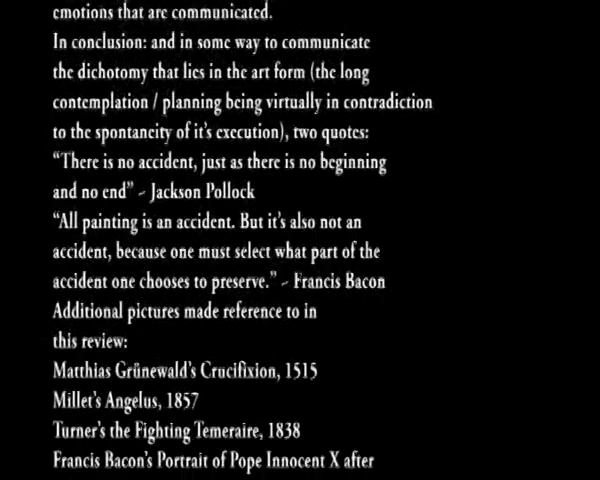 emotions that are communicated.
In conclusion: and in some way to communicate
the dichotomy that lies in the art form (the long
contemplation / planning being virtually in contradiction
to the spontaneity of it's execution), two quotes:
"There is no accident, just as there is no beginning
and no end" ~ Jackson Pollock
"All painting is an accident. But it's also not an
accident, because one must select what part of the
accident one chooses to preserve." ~ Francis Bacon
Additional pictures made reference to in
this review:
Matthias Grünewald's Crucifixion, 1515
Millet's Angelus, 1857
Turner's the Fighting Temeraire, 1838
Francis Bacon's Portrait of Pope Innocent X after